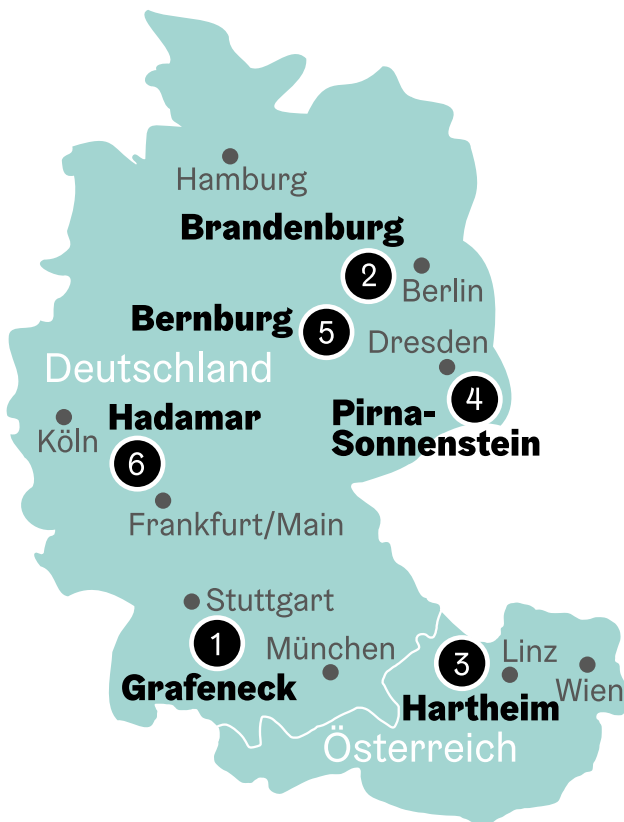 Hamburg
Brandenburg
2
Berlin
Bernburg
5
Dresden
Deutschland
4
Pirna-
Sonnenstein
Hadamar
Köln
6
Frankfurt/Main
Stuttgart
1
München
Grafeneck
3
Linz
Wien
Hartheim
Österreich